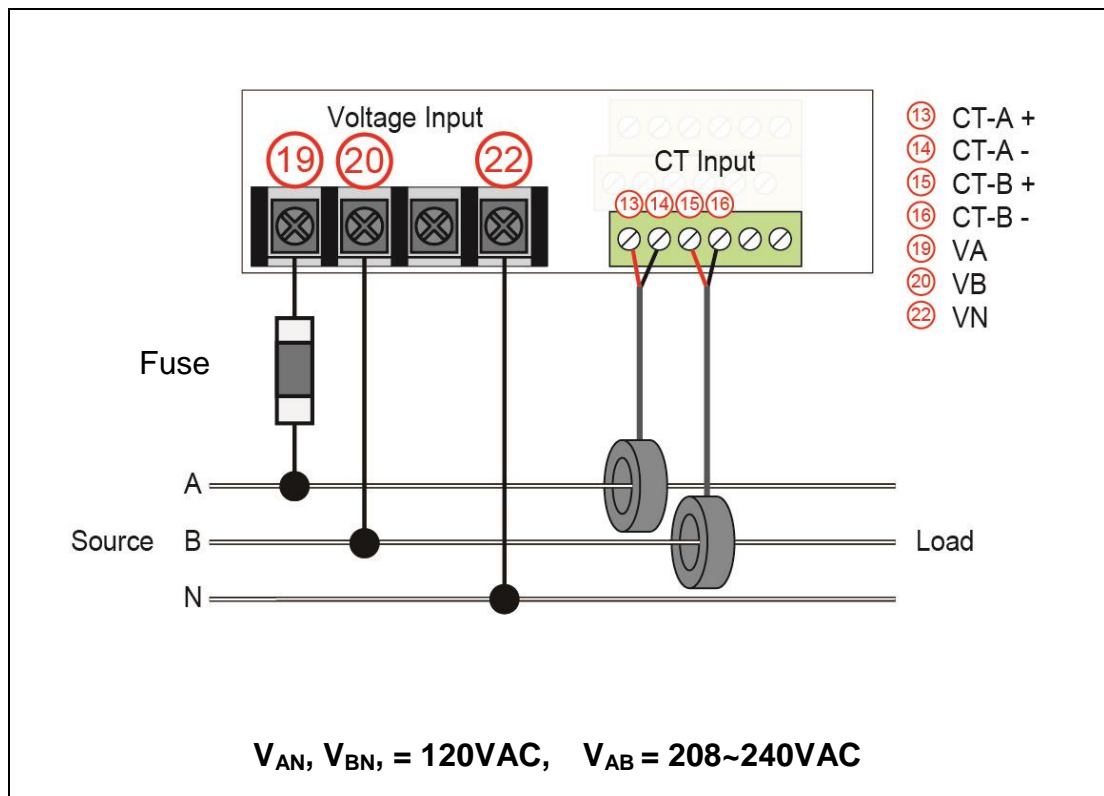 Voltage Input
19 20 22
CT Input
13 14 15 16
13 CT-A +
14 CT-A -
15 CT-B +
16 CT-B -
19 VA
20 VB
22 VN
Fuse
A
Source B Load
N
VAN, VBN, = 120VAC, VAB = 208~240VAC